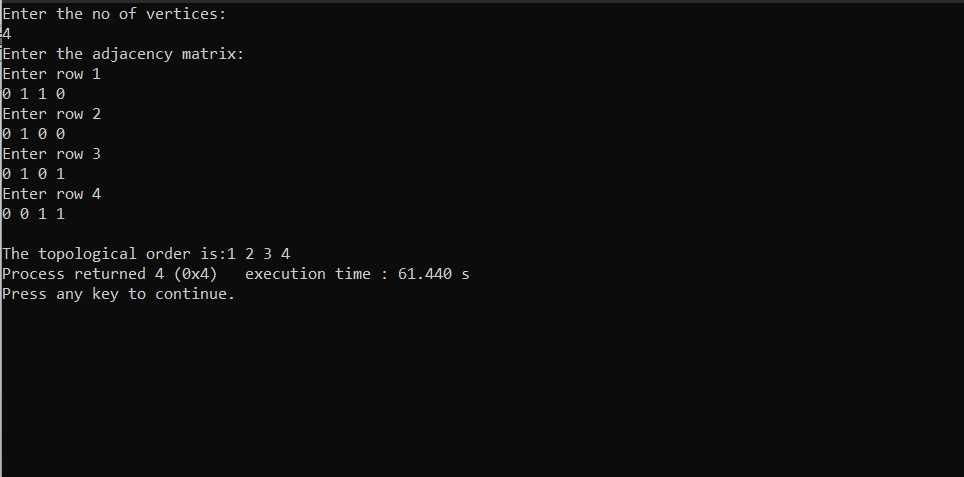 Enter the no of vertices:
4
Enter the adjacency matrix:
Enter row 1
0 1 1 0
Enter row 2
0 1 0 0
Enter row 3
0 1 0 1
Enter row 4
0 0 1 1
The topological order is:1 2 3 4
Process returned 4 (0x4)   execution time : 61.440 s
Press any key to continue.